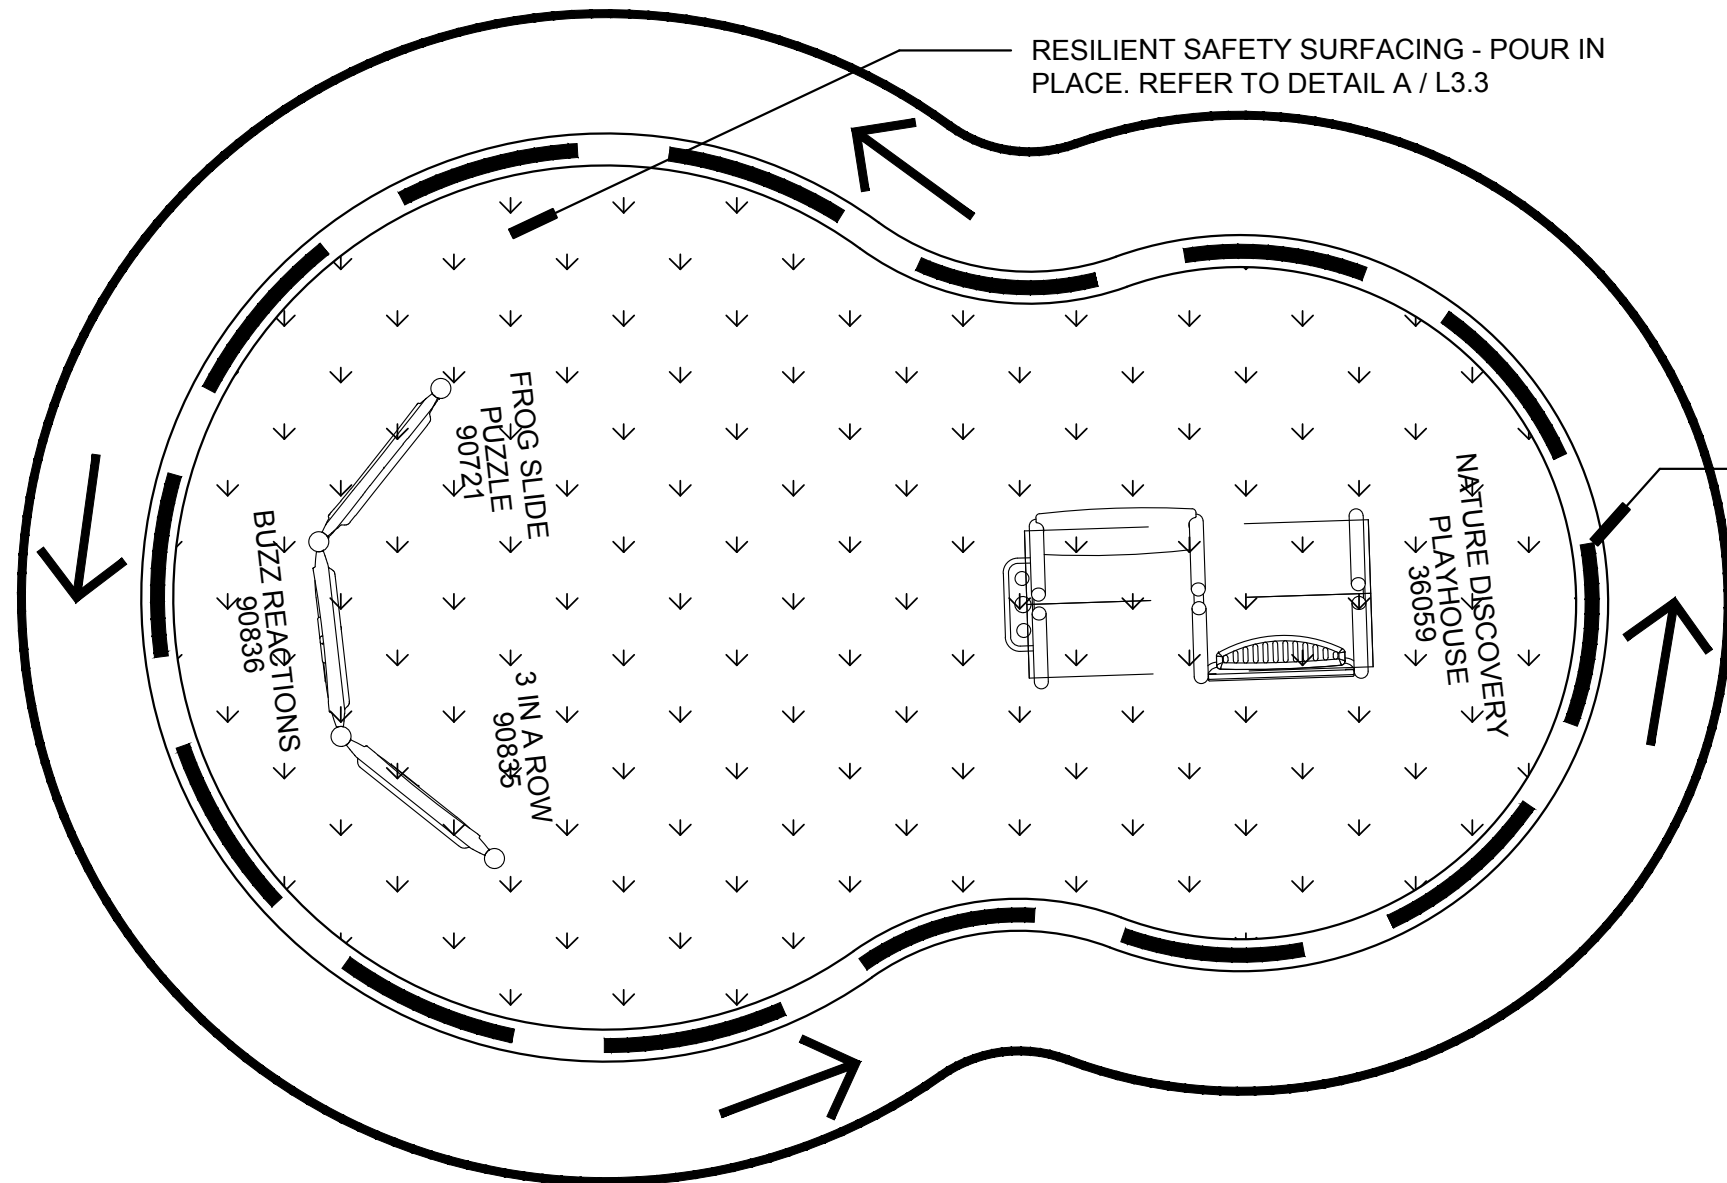 RESILIENT SAFETY SURFACING - POUR IN
PLACE. REFER TO DETAIL A / L3.3
FROG SLIDE
PUZZLE
90721
BUZZ REACTIONS
90836
3 IN A ROW
90835
NATURE DISCOVERY
PLAYHOUSE
36059